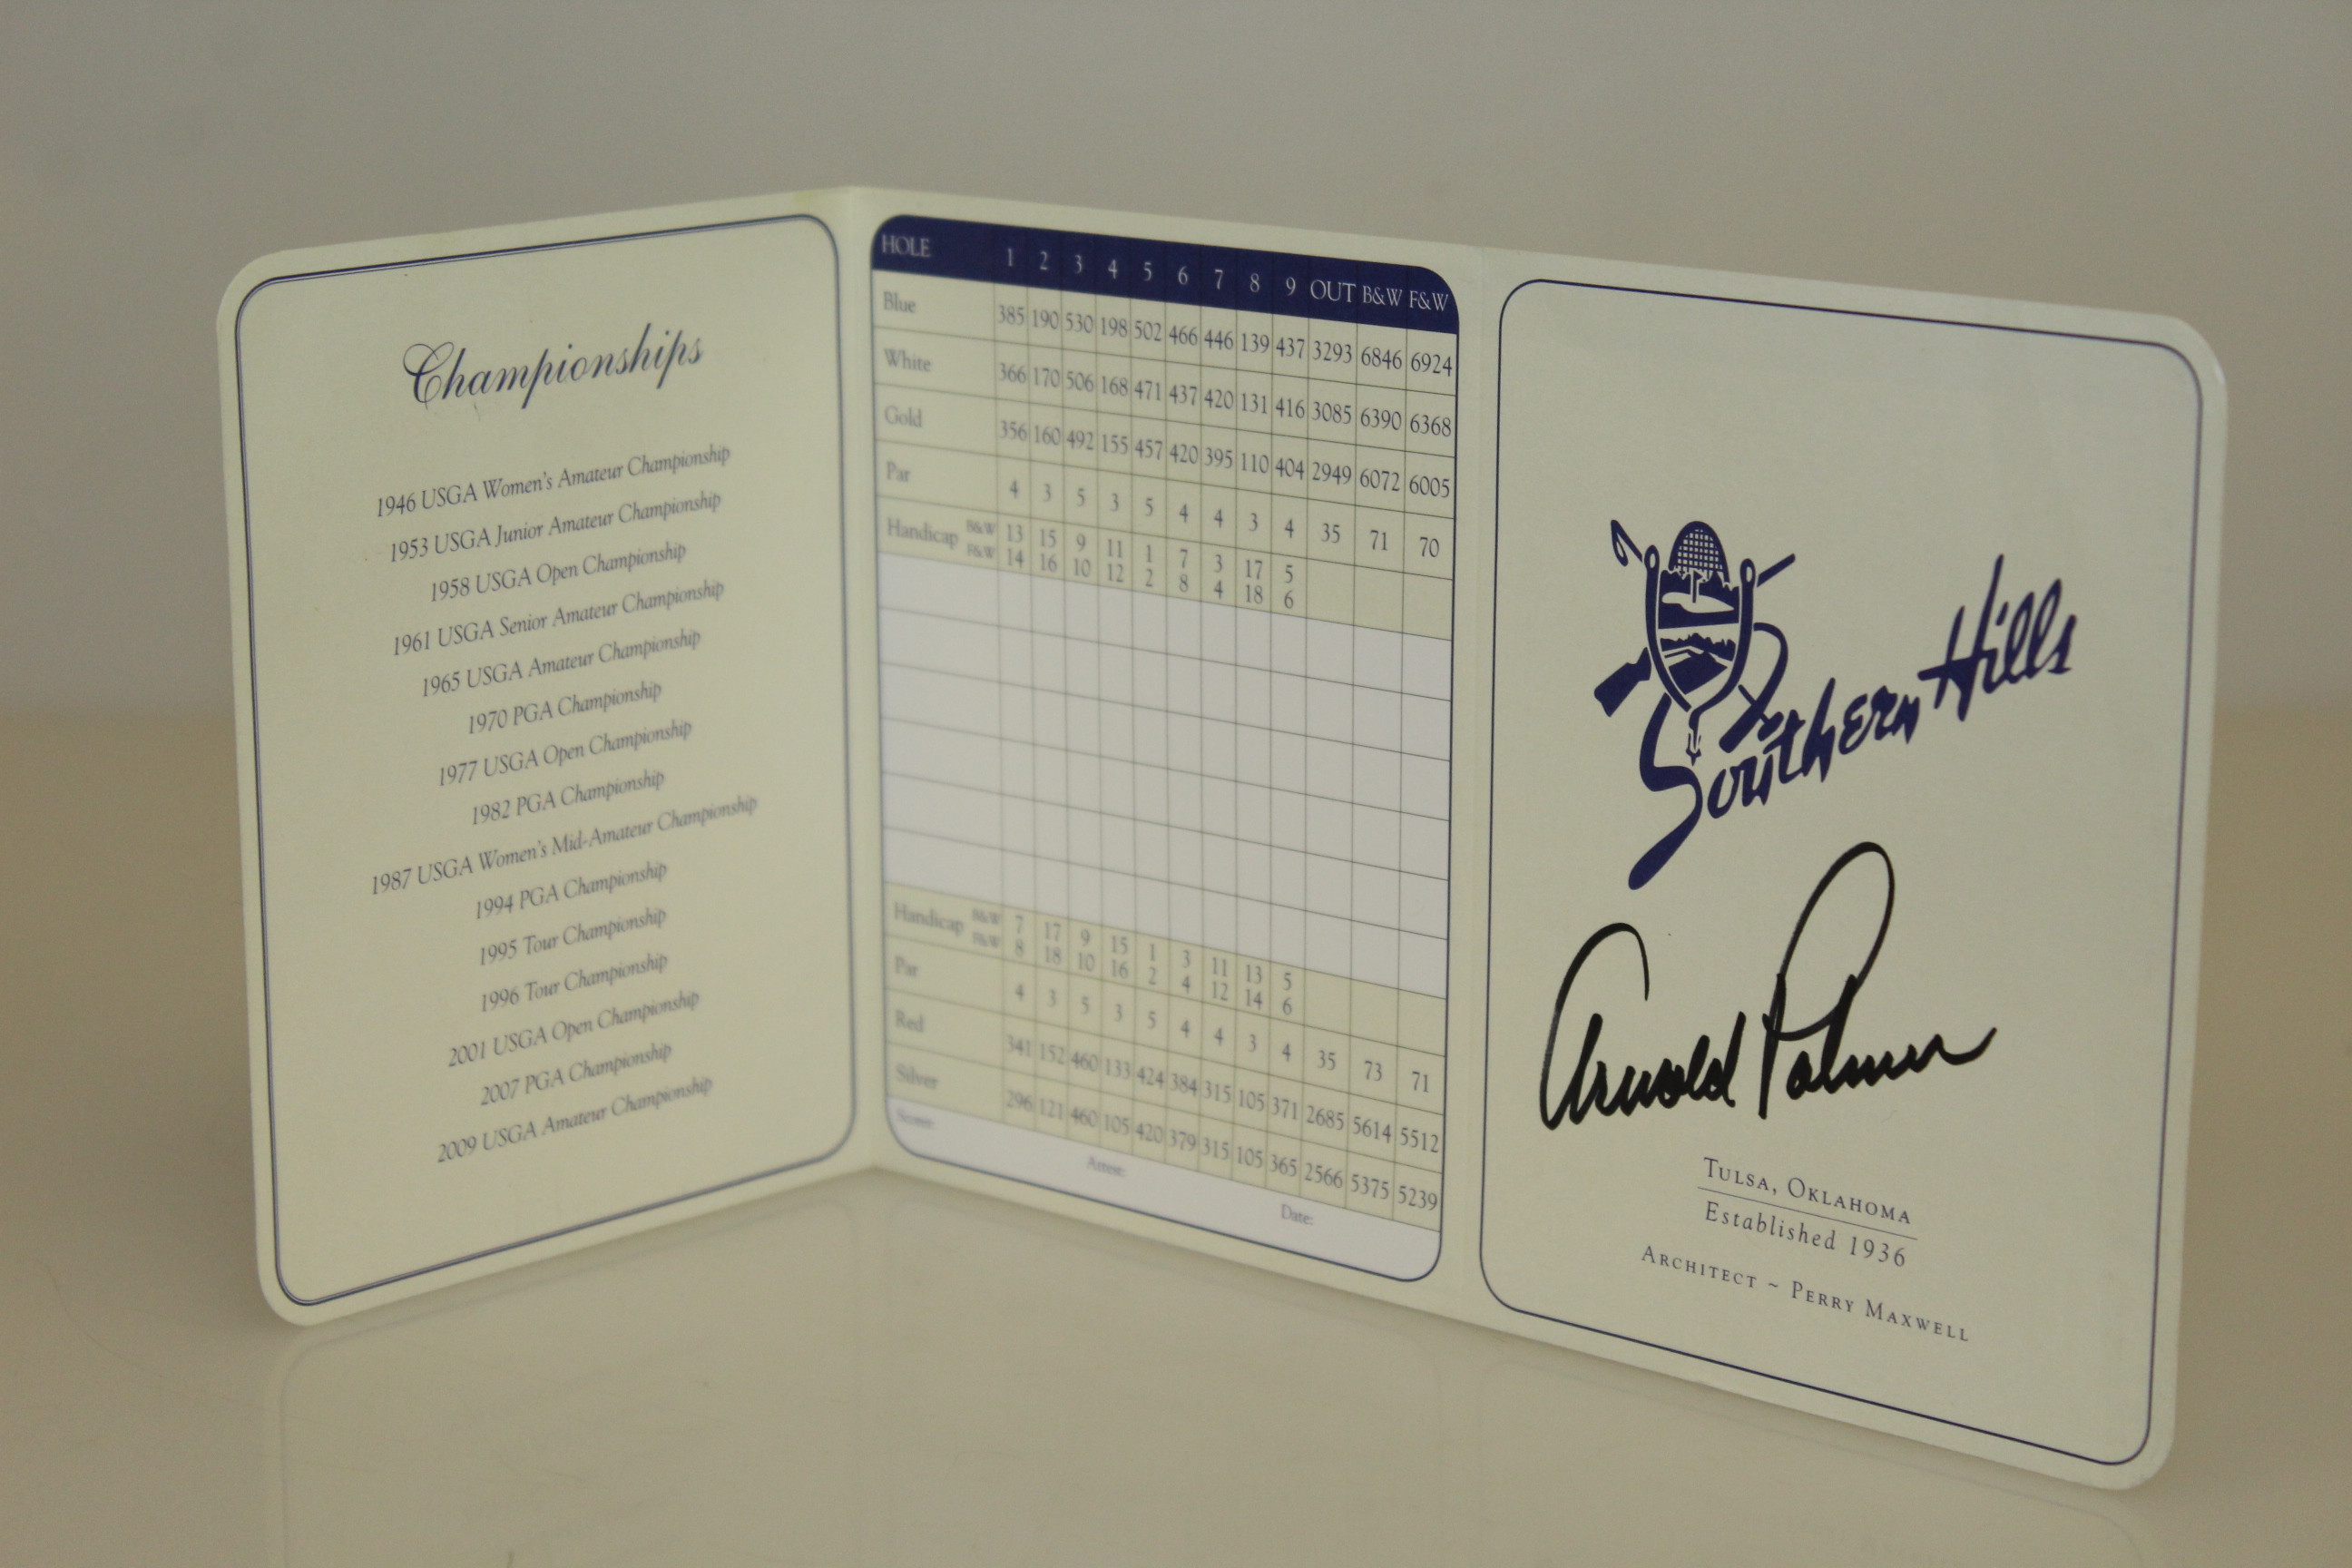 Championships
1946 USGA Women's Amateur Championship
1953 USGA Junior Amateur Championship
1958 USGA Open Championship
1961 USGA Senior Amateur Championship
1965 USGA Amateur Championship
1970 PGA Championship
1977 USGA Open Championship
1982 PGA Championship
1987 USGA Women's Mid-Amateur Championship
1994 PGA Championship
1995 Tour Championship
1996 Tour Championship
2001 USGA Open Championship
2007 PGA Championship
2009 USGA Amateur Championship
HOLE 1 2 3 4 5 6 7 8 9 OUT B&W F&W
Blue 385 190 530 198 502 466 446 139 437 3293 6846 6924
White 366 170 506 168 471 437 420 131 416 3085 6390 6368
Gold 356 160 492 155 457 420 395 110 404 2949 6072 6005
Par 4 3 5 3 5 4 4 3 4 35 71 70
Handicap B&W 13 15 9 11 1 7 3 17 5
F&W 14 16 10 12 2 8 4 18 6
Handicap B&W 7 17 9 15 1 3 11 13 5
F&W 8 18 10 16 2 4 12 14 6
Par 4 3 5 3 5 4 4 3 4 35 73 71
Red 341 152 460 133 424 384 315 105 371 2685 5614 5512
Silver 296 121 460 105 420 379 315 105 365 2566 5375 5239
Scorer:
Attest:
Date:
Southern Hills
Arnold Palmer
TULSA, OKLAHOMA
Established 1936
ARCHITECT ~ PERRY MAXWELL